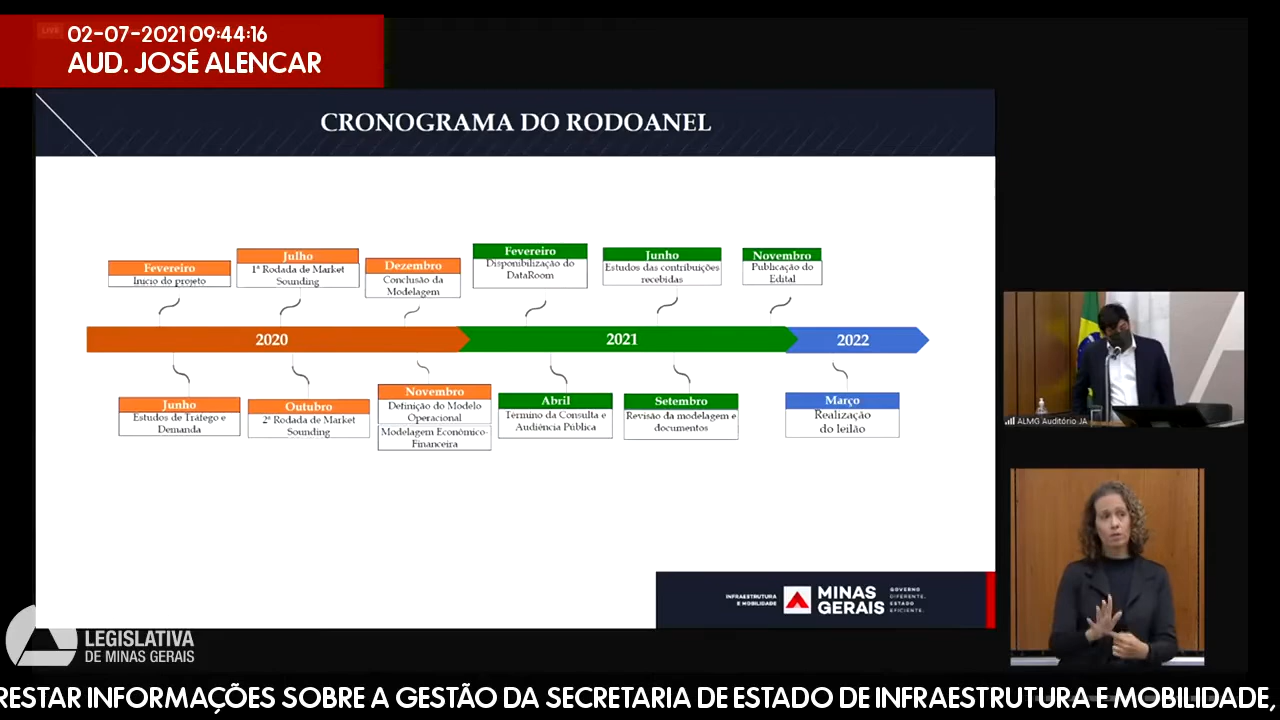 LIVE
02-07-2021 09:44:16
AUD. JOSÉ ALENCAR
CRONOGRAMA DO RODOANEL
Fevereiro
Inicio do projeto
Julho
1ª Rodada de Market
Sounding
Dezembro
Conclusão da
Modelagem
Fevereiro
Disponibilização do
DataRoom
Junho
Estudos das contribuições
recebidas
Novembro
Publicação do
Edital
2020
2021
2022
Junho
Estudos de Tráfego e
Demanda
Outubro
2ª Rodada de Market
Sounding
Novembro
Definição do Modelo
Operacional
Modelagem Econômico-
Financeira
Abril
Término da Consulta e
Audiência Pública
Setembro
Revisão da modelagem e
documentos
Março
Realização
do leilão
ALMG Auditório JA
INFRAESTRUTURA
E MOBILIDADE
MINAS
GERAIS
GOVERNO
DIFERENTE.
ESTADO
EFICIENTE.
LEGISLATIVA
DE MINAS GERAIS
RESTAR INFORMAÇÕES SOBRE A GESTÃO DA SECRETARIA DE ESTADO DE INFRAESTRUTURA E MOBILIDADE,